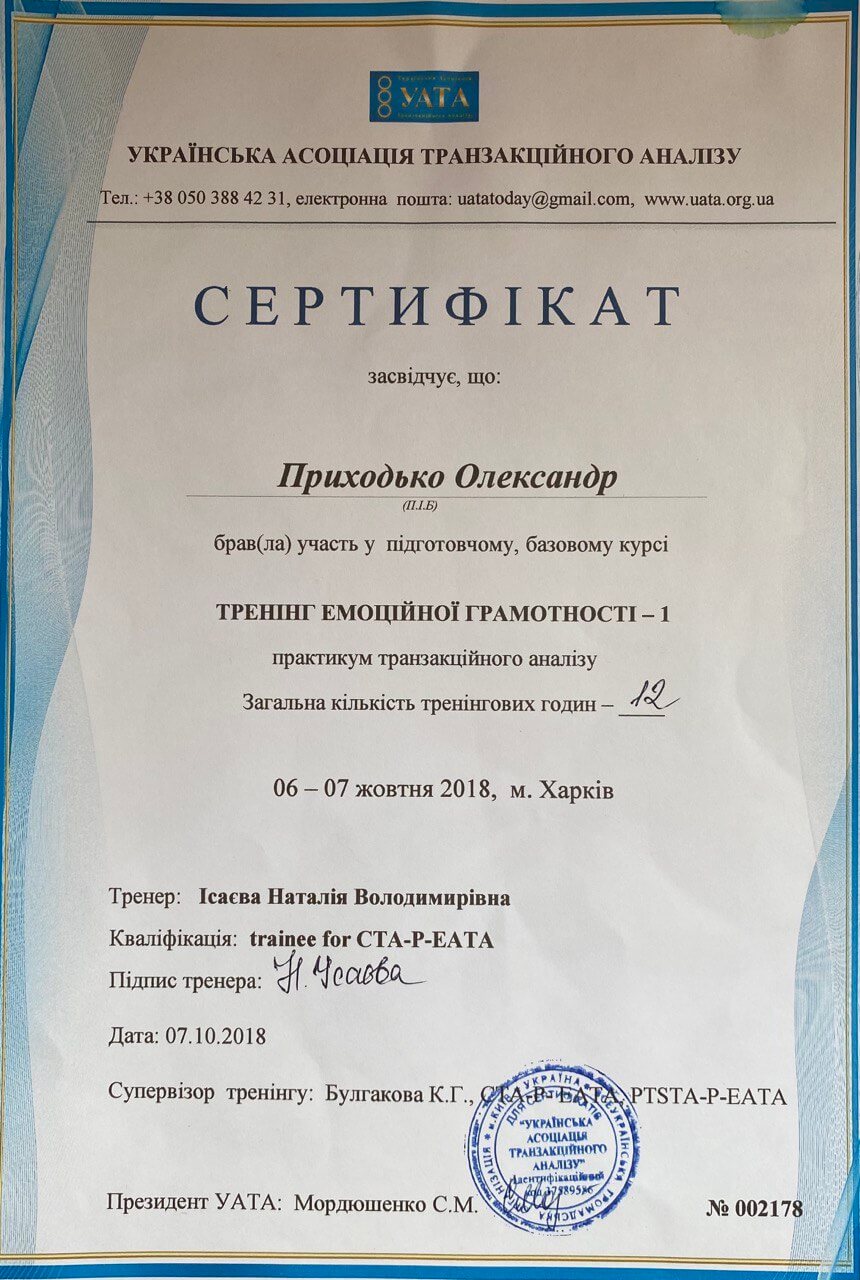 УАТА
УКРАЇНСЬКА АСОЦІАЦІЯ ТРАНЗАКЦІЙНОГО АНАЛІЗУ
Тел.: +38 050 388 42 31, електронна пошта: uatatoday@gmail.com, www.uata.org.ua
СЕРТИФІКАТ
засвідчує, що:
Приходько Олександр
(П.І.Б)
брав(ла) участь у підготовчому, базовому курсі
ТРЕНІНГ ЕМОЦІЙНОЇ ГРАМОТНОСТІ – 1
практикум транзакційного аналізу
Загальна кількість тренінгових годин – 12
06 – 07 жовтня 2018, м. Харків
Тренер: Ісаєва Наталія Володимирівна
Кваліфікація: trainee for CTA-P-EATA
Підпис тренера: Н. Ісаєва
Дата: 07.10.2018
Супервізор тренінгу: Булгакова К.Г., CTA-P- EATA, PTSTA-P-EATA
УКРАЇНА
ДЛЯ СЕРТИФІКАТІВ
"УКРАЇНСЬКА
АСОЦІАЦІЯ
ТРАНЗАКЦІЙНОГО
АНАЛІЗУ"
Ідентифікаційний
Президент УАТА: Мордюшенко С.М.
№ 002178